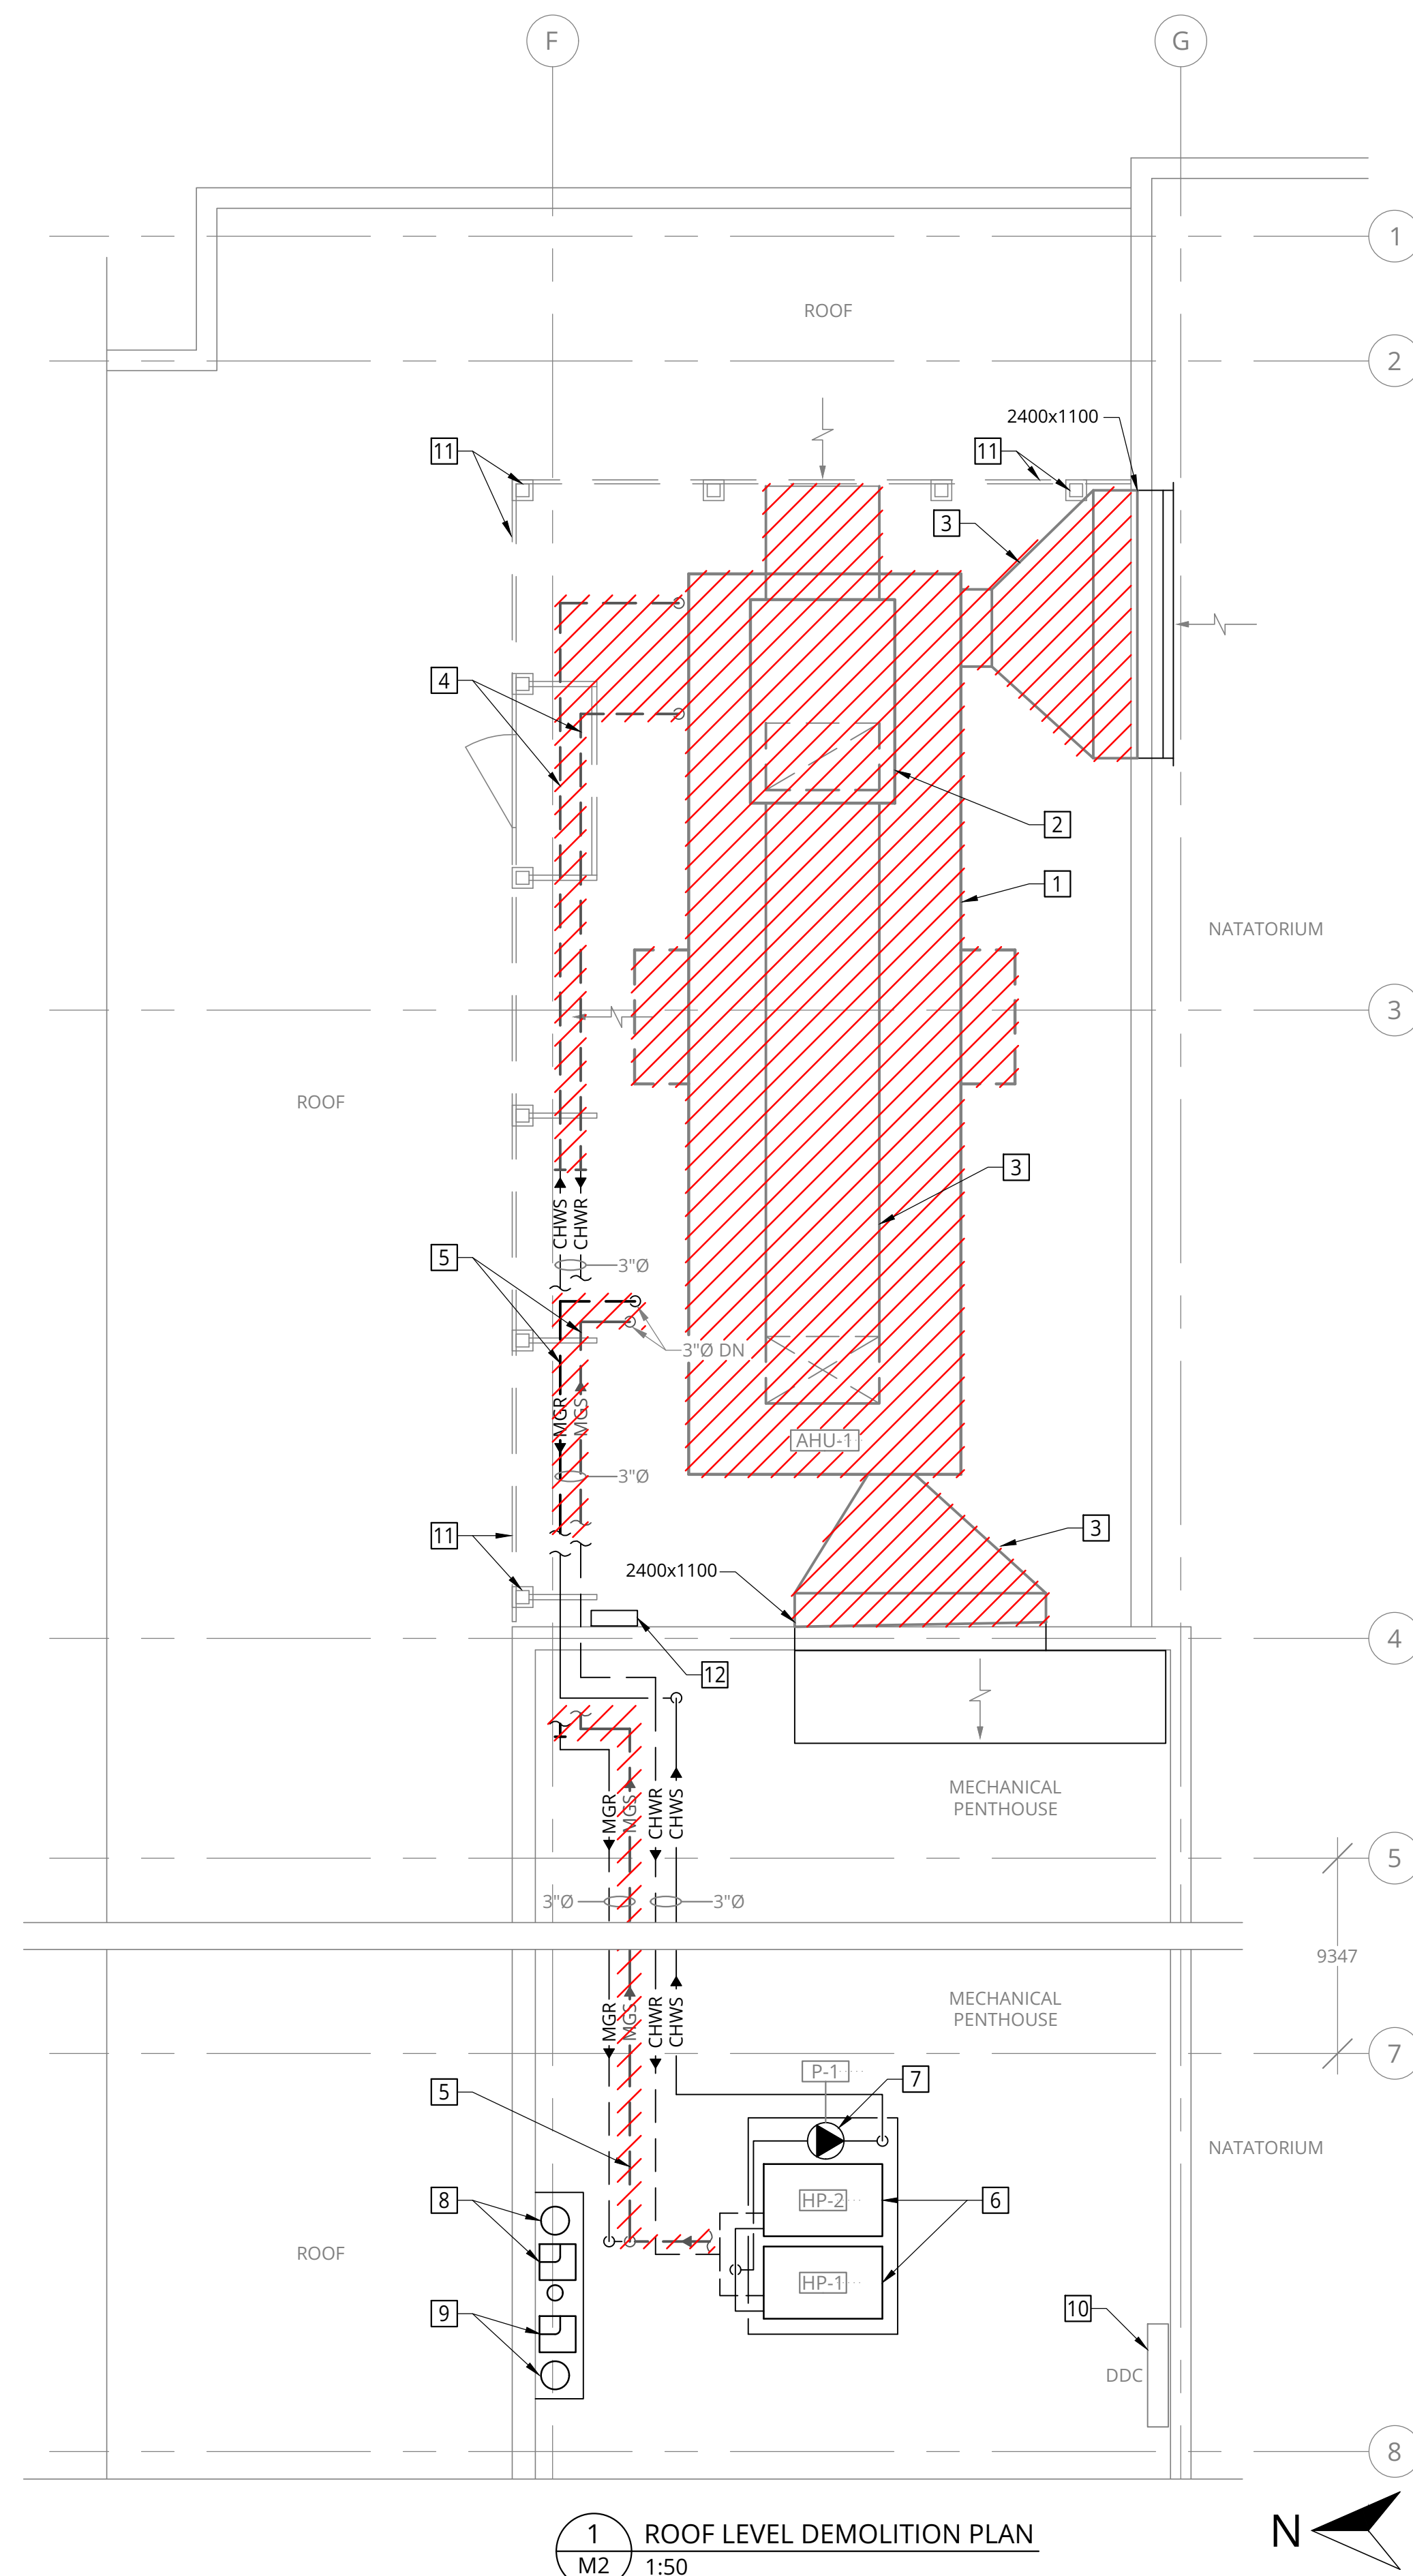 F
G
1
ROOF
2
2400x1100
11
11
3
4
2
1
NATATORIUM
3
ROOF
3
CHWS
CHWR
5
3"Ø
3"Ø DN
MGR
MGS
AHU-1
3"Ø
11
3
2400x1100
4
12
MECHANICAL
PENTHOUSE
MGR
MGS
CHWR
CHWS
5
3"Ø
3"Ø
9347
MECHANICAL
PENTHOUSE
MGR
MGS
CHWR
CHWS
7
P-1
7
5
NATATORIUM
8
HP-2
6
ROOF
HP-1
9
10
DDC
8
1
M2
ROOF LEVEL DEMOLITION PLAN
1:50
N